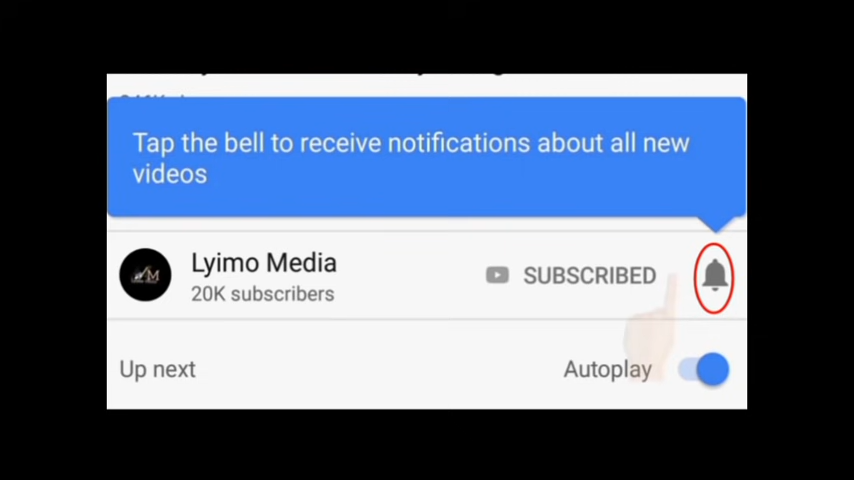 Tap the bell to receive notifications about all new
videos
Lyimo Media
SUBSCRIBED
20K subscribers
Up next
Autoplay